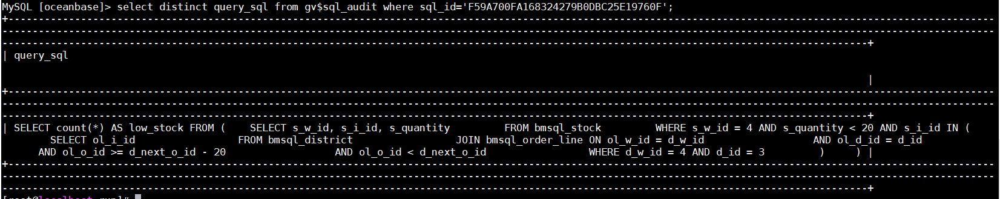 MySQL [oceanbase]> select distinct query_sql from gv$sql_audit where sql_id='F59A700FA168324279B0DBC25E19760F';
| query_sql
|
| SELECT count(*) AS low_stock FROM (    SELECT s_w_id, s_i_id, s_quantity         FROM bmsql_stock         WHERE s_w_id = 4 AND s_quantity < 20 AND s_i_id IN (
        SELECT ol_i_id                 FROM bmsql_district                 JOIN bmsql_order_line ON ol_w_id = d_w_id                  AND ol_d_id = d_id
      AND ol_o_id >= d_next_o_id - 20                  AND ol_o_id < d_next_o_id                 WHERE d_w_id = 4 AND d_id = 3         )     ) |